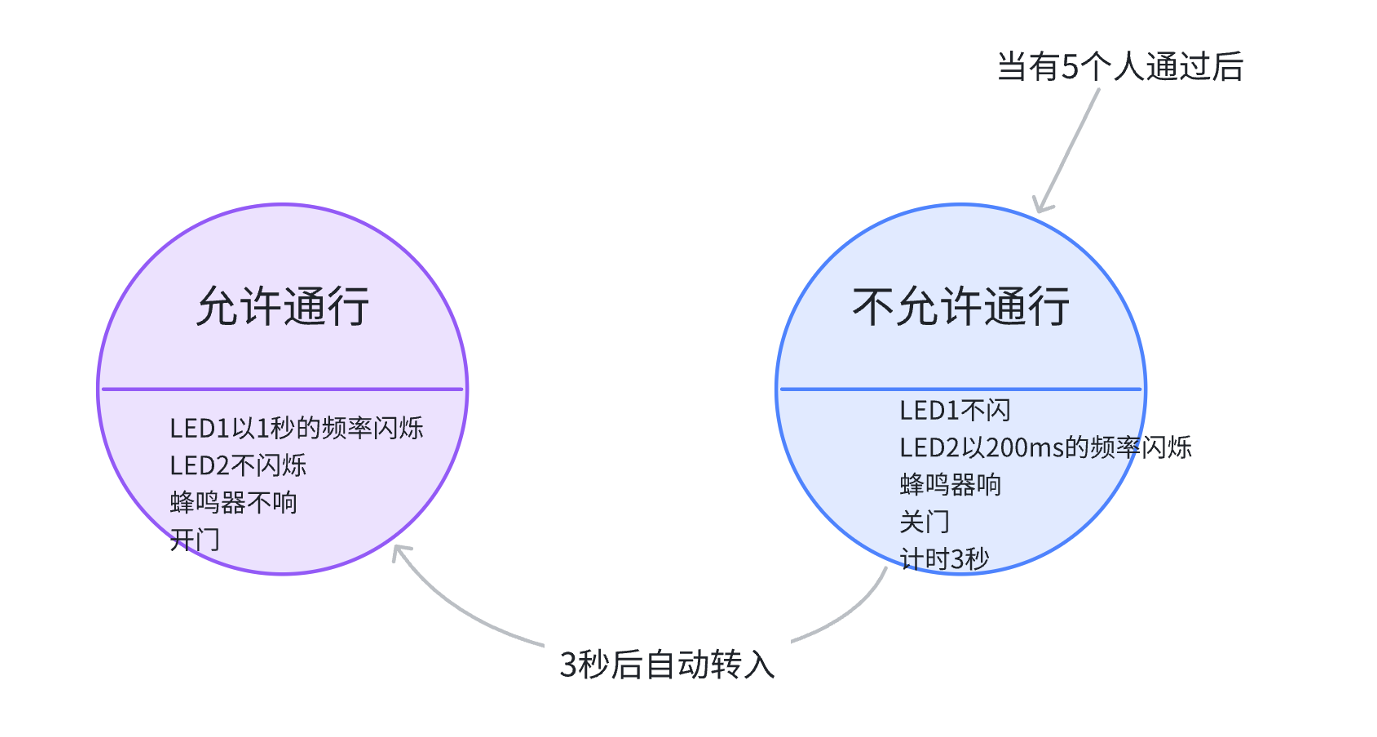 当有5个人通过后
允许通行
LED1以1秒的频率闪烁
LED2不闪烁
蜂鸣器不响
开门
不允许通行
LED1不闪
LED2以200ms的频率闪烁
蜂鸣器响
关门
计时3秒
3秒后自动转入